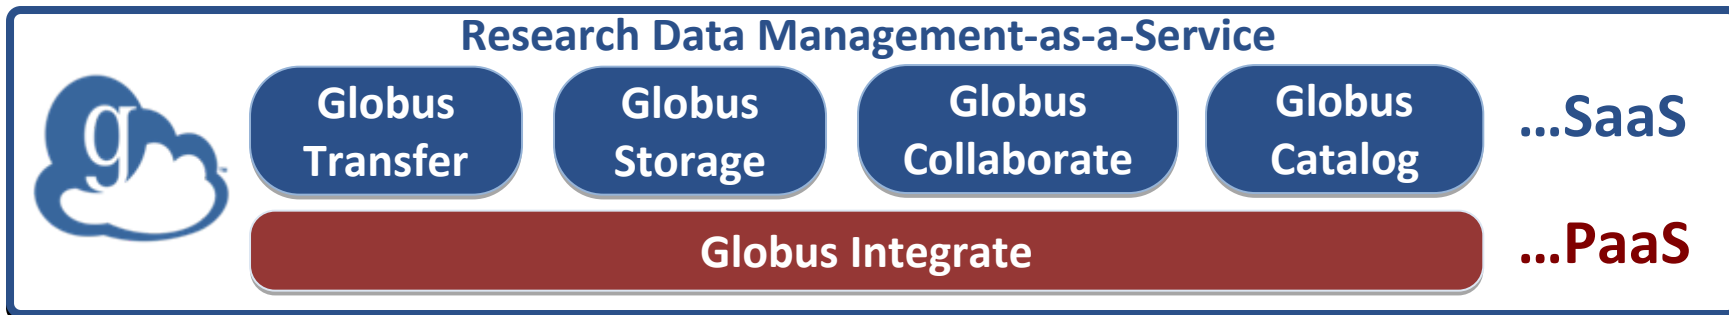 Research Data Management-as-a-Service
g
Globus
Transfer
Globus
Storage
Globus
Collaborate
Globus
Catalog
...SaaS
Globus Integrate
...PaaS